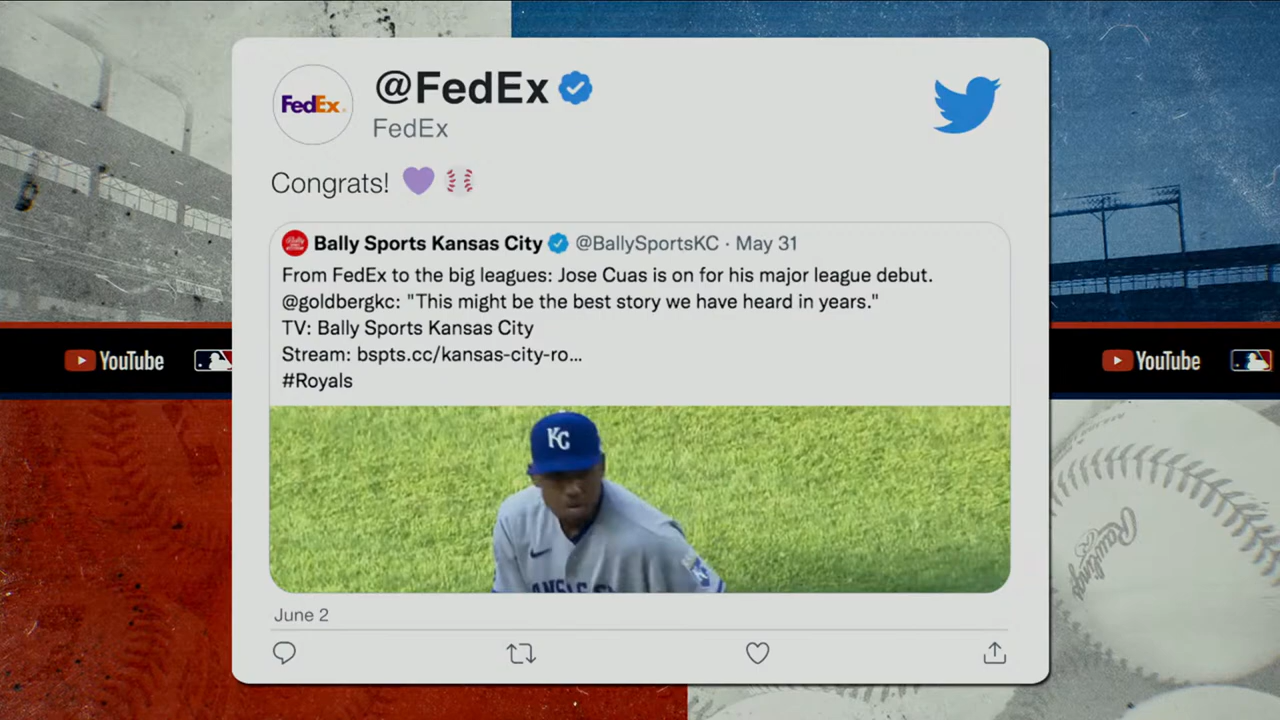 @FedEx
FedEx
FedEx
Congrats! 💜 ⚾
Bally Sports Kansas City @BallySportsKC · May 31
From FedEx to the big leagues: Jose Cuas is on for his major league debut.
@goldbergkc: "This might be the best story we have heard in years."
TV: Bally Sports Kansas City
Stream: bspts.cc/kansas-city-ro...
#Royals
YouTube
YouTube
KC
KANSAS C
Rawlings
June 2